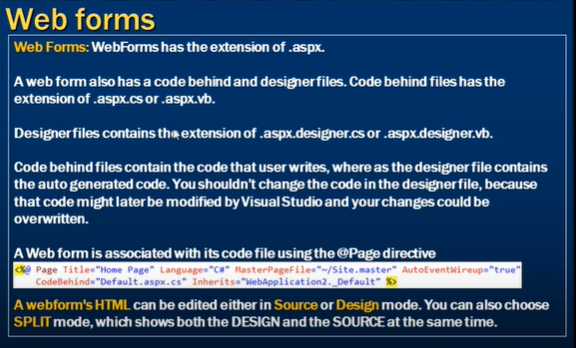 Web forms
Web Forms: WebForms has the extension of .aspx.
A web form also has a code behind and designer files. Code behind files has the
extension of .aspx.cs or .aspx.vb.
Designer files contains the extension of .aspx.designer.cs or .aspx.designer.vb.
Code behind files contain the code that user writes, where as the designer file contains
the auto generated code. You shouldn't change the code in the designer file, because
that code might later be modified by Visual Studio and your changes could be
overwritten.
A Web form is associated with its code file using the @Page directive
<%@ Page Title="Home Page" Language="C#" MasterPageFile="~/Site.master" AutoEventWireup="true"
CodeBehind="Default.aspx.cs" Inherits="WebApplication2._Default" %>
A webform's HTML can be edited either in Source or Design mode. You can also choose
SPLIT mode, which shows both the DESIGN and the SOURCE at the same time.